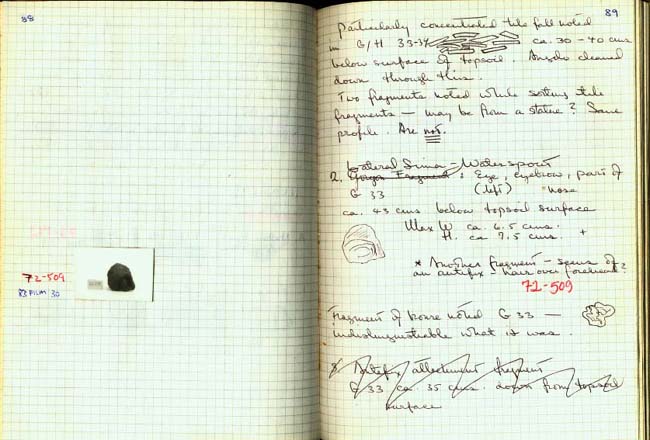 88
72-509
83 FILM 30
89
Particularly concentrated tile fall noted
in G/H 33-34 ca. 30-40 cms
below surface of topsoil. Angelo cleaned
down through this.
Two fragments noted while sorting tile
fragments — may be from a statue? Same
profile. Are not.
Lateral Sima - Waterspout
2. Gorgon Fragment : Eye, eyebrow, part of
G 33 (left) nose
ca. 43 cms below topsoil surface
Max W ca. 6.5 cms.
H. ca 9.5 cms. +
* Another fragment - seems of
an antefix - hair over forehead?
72-509
Fragment of bone noted G 33 —
indistinguishable what it was.
3. Antefix attachment fragment
G 33 ca 35 cms. down from topsoil
surface